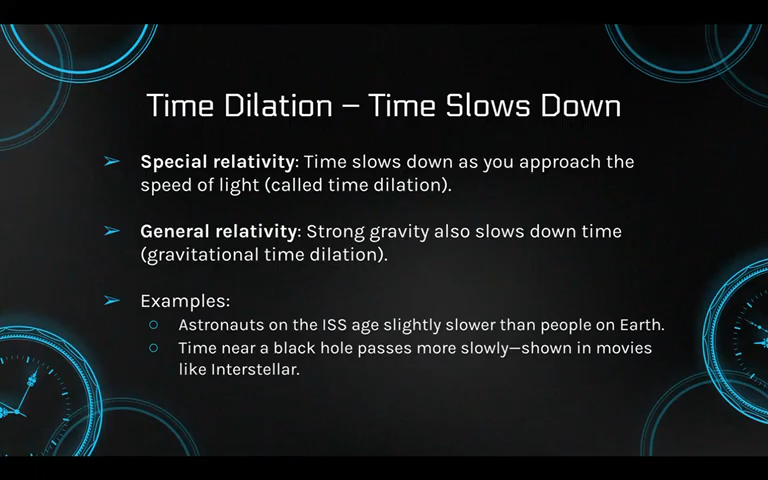 Time Dilation – Time Slows Down
➢ Special relativity: Time slows down as you approach the
speed of light (called time dilation).
➢ General relativity: Strong gravity also slows down time
(gravitational time dilation).
➢ Examples:
○ Astronauts on the ISS age slightly slower than people on Earth.
○ Time near a black hole passes more slowly—shown in movies
like Interstellar.